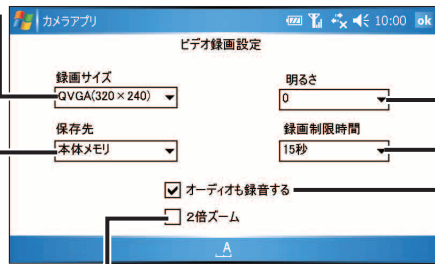 カメラアプリ 10:00 ok
ビデオ録画設定
録画サイズ 明るさ
QVGA(320×240) 0
保存先 録画制限時間
本体メモリ 15秒
オーディオも録音する
2倍ズーム
A